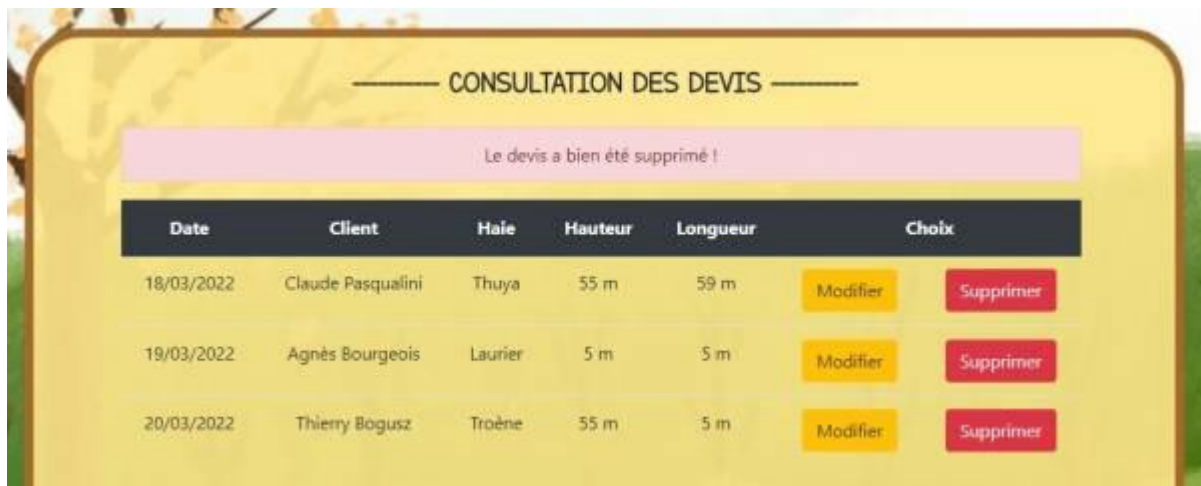 CONSULTATION DES DEVIS
Le devis a bien été supprimé !
Date Client Haie Hauteur Longueur Choix
18/03/2022 Claude Pasqualini Thuya 55 m 59 m Modifier Supprimer
19/03/2022 Agnès Bourgeois Laurier 5 m 5 m Modifier Supprimer
20/03/2022 Thierry Bogusz Troène 55 m 5 m Modifier Supprimer